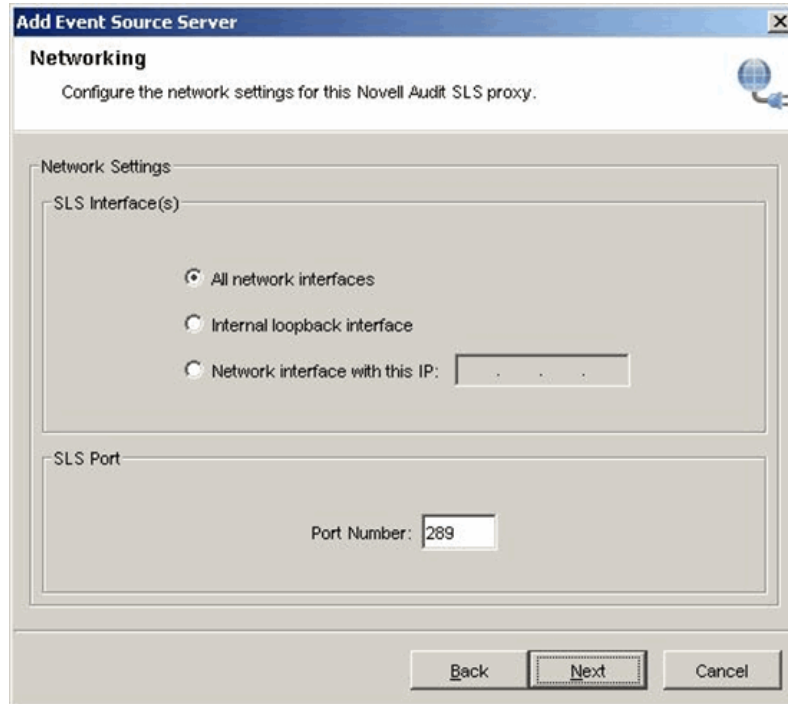 Add Event Source Server
Networking
Configure the network settings for this Novell Audit SLS proxy.
Network Settings
SLS Interface(s)
All network interfaces
Internal loopback interface
Network interface with this IP: . . .
SLS Port
Port Number: 289
Back Next Cancel